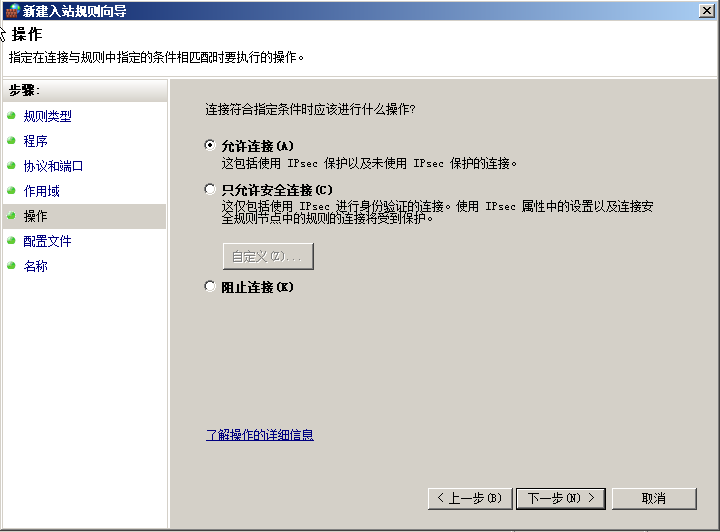 新建入站规则向导
操作
指定在连接与规则中指定的条件相匹配时要执行的操作。
步骤:
规则类型
程序
协议和端口
作用域
操作
配置文件
名称
连接符合指定条件时应该进行什么操作?
允许连接(A)
这包括使用 IPsec 保护以及未使用 IPsec 保护的连接。
只允许安全连接(C)
这仅包括使用 IPsec 进行身份验证的连接。使用 IPsec 属性中的设置以及连接安
全规则节点中的规则的连接将受到保护。
自定义(Z)...
阻止连接(K)
了解操作的详细信息
< 上一步(B)
下一步(N) >
取消